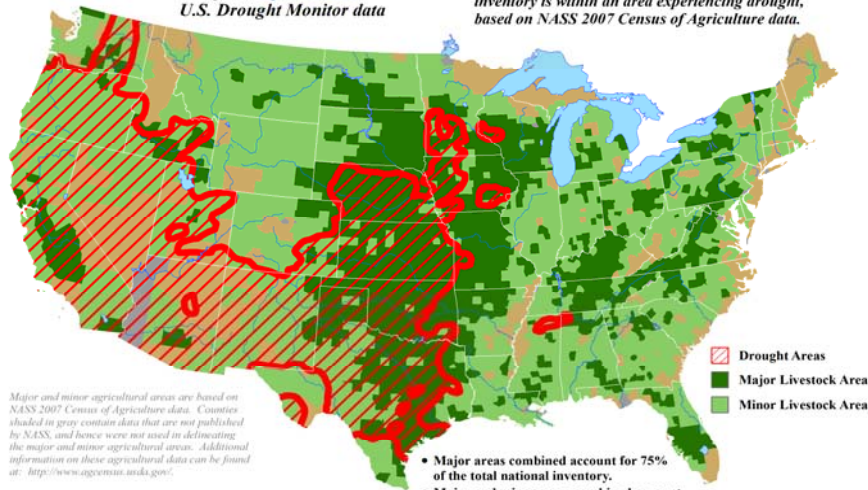 U.S. Drought Monitor data
inventory is within an area experiencing drought,
based on NASS 2007 Census of Agriculture data.
Drought Areas
Major Livestock Area
Minor Livestock Area
Major and minor agricultural areas are based on
NASS 2007 Census of Agriculture data. Counties
shaded in gray contain data that are not published
by NASS, and hence were not used in delineating
the major and minor agricultural areas. Additional
information on these agricultural data can be found
at: http://www.agcensus.usda.gov/.
• Major areas combined account for 75%
of the total national inventory.